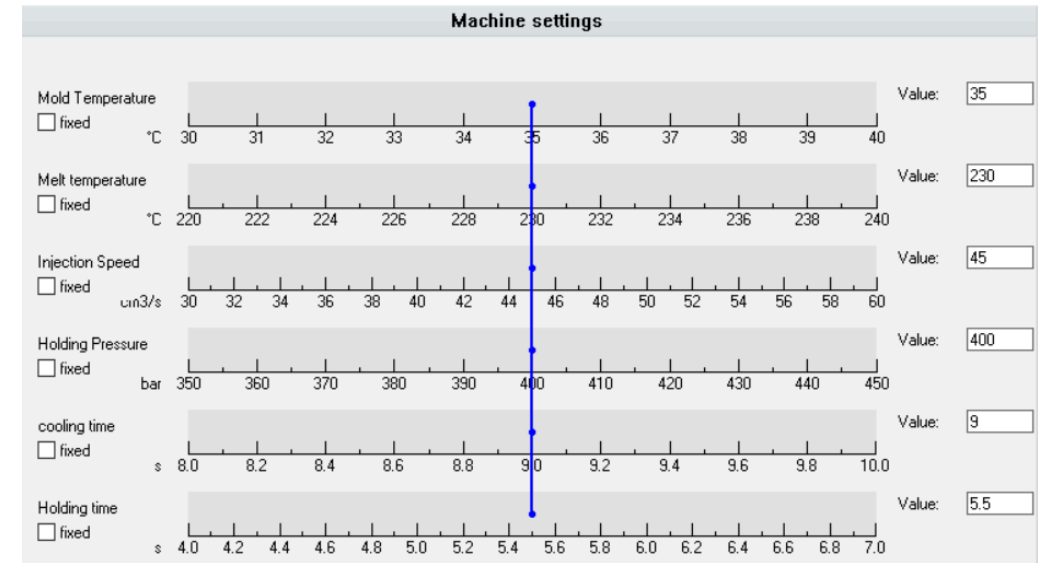 Machine settings
Mold Temperature
Value: 35
fixed
°C 30 31 32 33 34 35 36 37 38 39 40
Melt temperature
Value: 230
fixed
°C 220 222 224 226 228 230 232 234 236 238 240
Injection Speed
Value: 45
fixed
cm3/s 30 32 34 36 38 40 42 44 46 48 50 52 54 56 58 60
Holding Pressure
Value: 400
fixed
bar 350 360 370 380 390 400 410 420 430 440 450
cooling time
Value: 9
fixed
s 8.0 8.2 8.4 8.6 8.8 9.0 9.2 9.4 9.6 9.8 10.0
Holding time
Value: 5.5
fixed
s 4.0 4.2 4.4 4.6 4.8 5.0 5.2 5.4 5.6 5.8 6.0 6.2 6.4 6.6 6.8 7.0